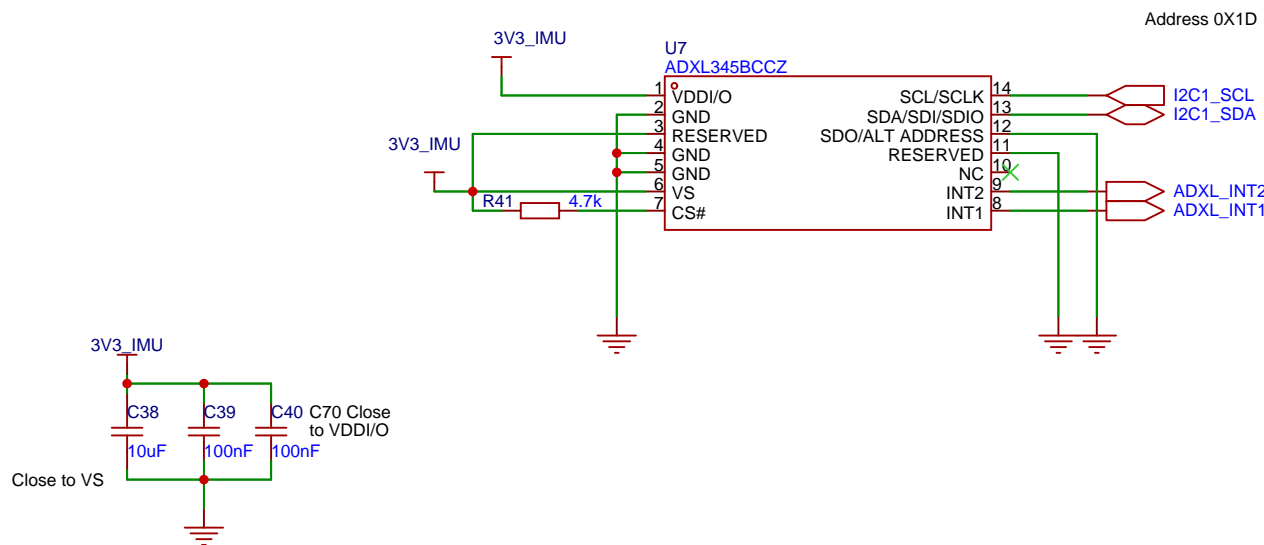 Address 0X1D
3V3_IMU
U7
ADXL345BCCZ
1 VDDI/O
2 GND
3 RESERVED
4 GND
5 GND
6 VS
7 CS#
SCL/SCLK 14
SDA/SDI/SDIO 13
SDO/ALT ADDRESS 12
RESERVED 11
NC 10
INT2 9
INT1 8
I2C1_SCL
I2C1_SDA
ADXL_INT2
ADXL_INT1
3V3_IMU
R41 4.7k
3V3_IMU
C38
10uF
C39
100nF
C40
100nF
C70 Close
to VDDI/O
Close to VS